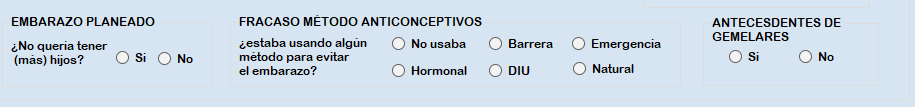 EMBARAZO PLANEADO
¿No quería tener
(más) hijos?
Si
No
FRACASO MÉTODO ANTICONCEPTIVOS
¿estaba usando algún
método para evitar
el embarazo?
No usaba
Barrera
Emergencia
Hormonal
DIU
Natural
ANTECESDENTES DE
GEMELARES
Si
No